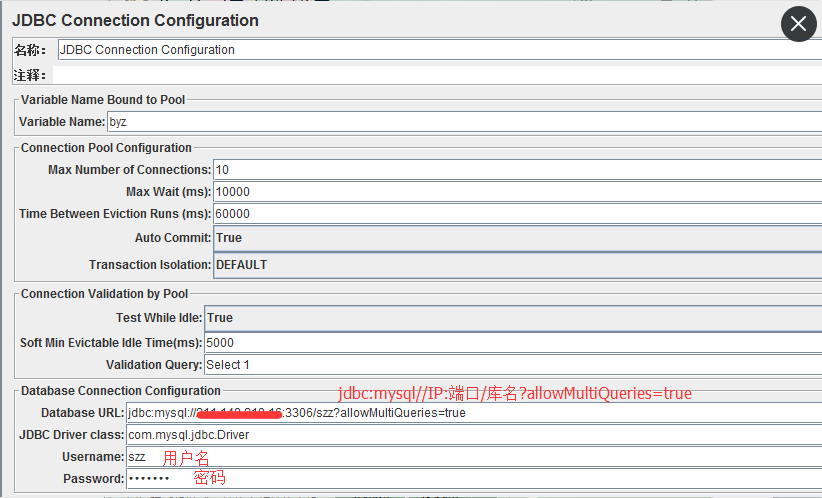 JDBC Connection Configuration
名称: JDBC Connection Configuration
注释:
Variable Name Bound to Pool
Variable Name: byz
Connection Pool Configuration
Max Number of Connections: 10
Max Wait (ms): 10000
Time Between Eviction Runs (ms): 60000
Auto Commit: True
Transaction Isolation: DEFAULT
Connection Validation by Pool
Test While Idle: True
Soft Min Evictable Idle Time(ms): 5000
Validation Query: Select 1
Database Connection Configuration
jdbc:mysql//IP:端口/库名?allowMultiQueries=true
Database URL: jdbc:mysql:// :3306/szz?allowMultiQueries=true
JDBC Driver class: com.mysql.jdbc.Driver
Username: szz 用户名
Password: ••••••• 密码